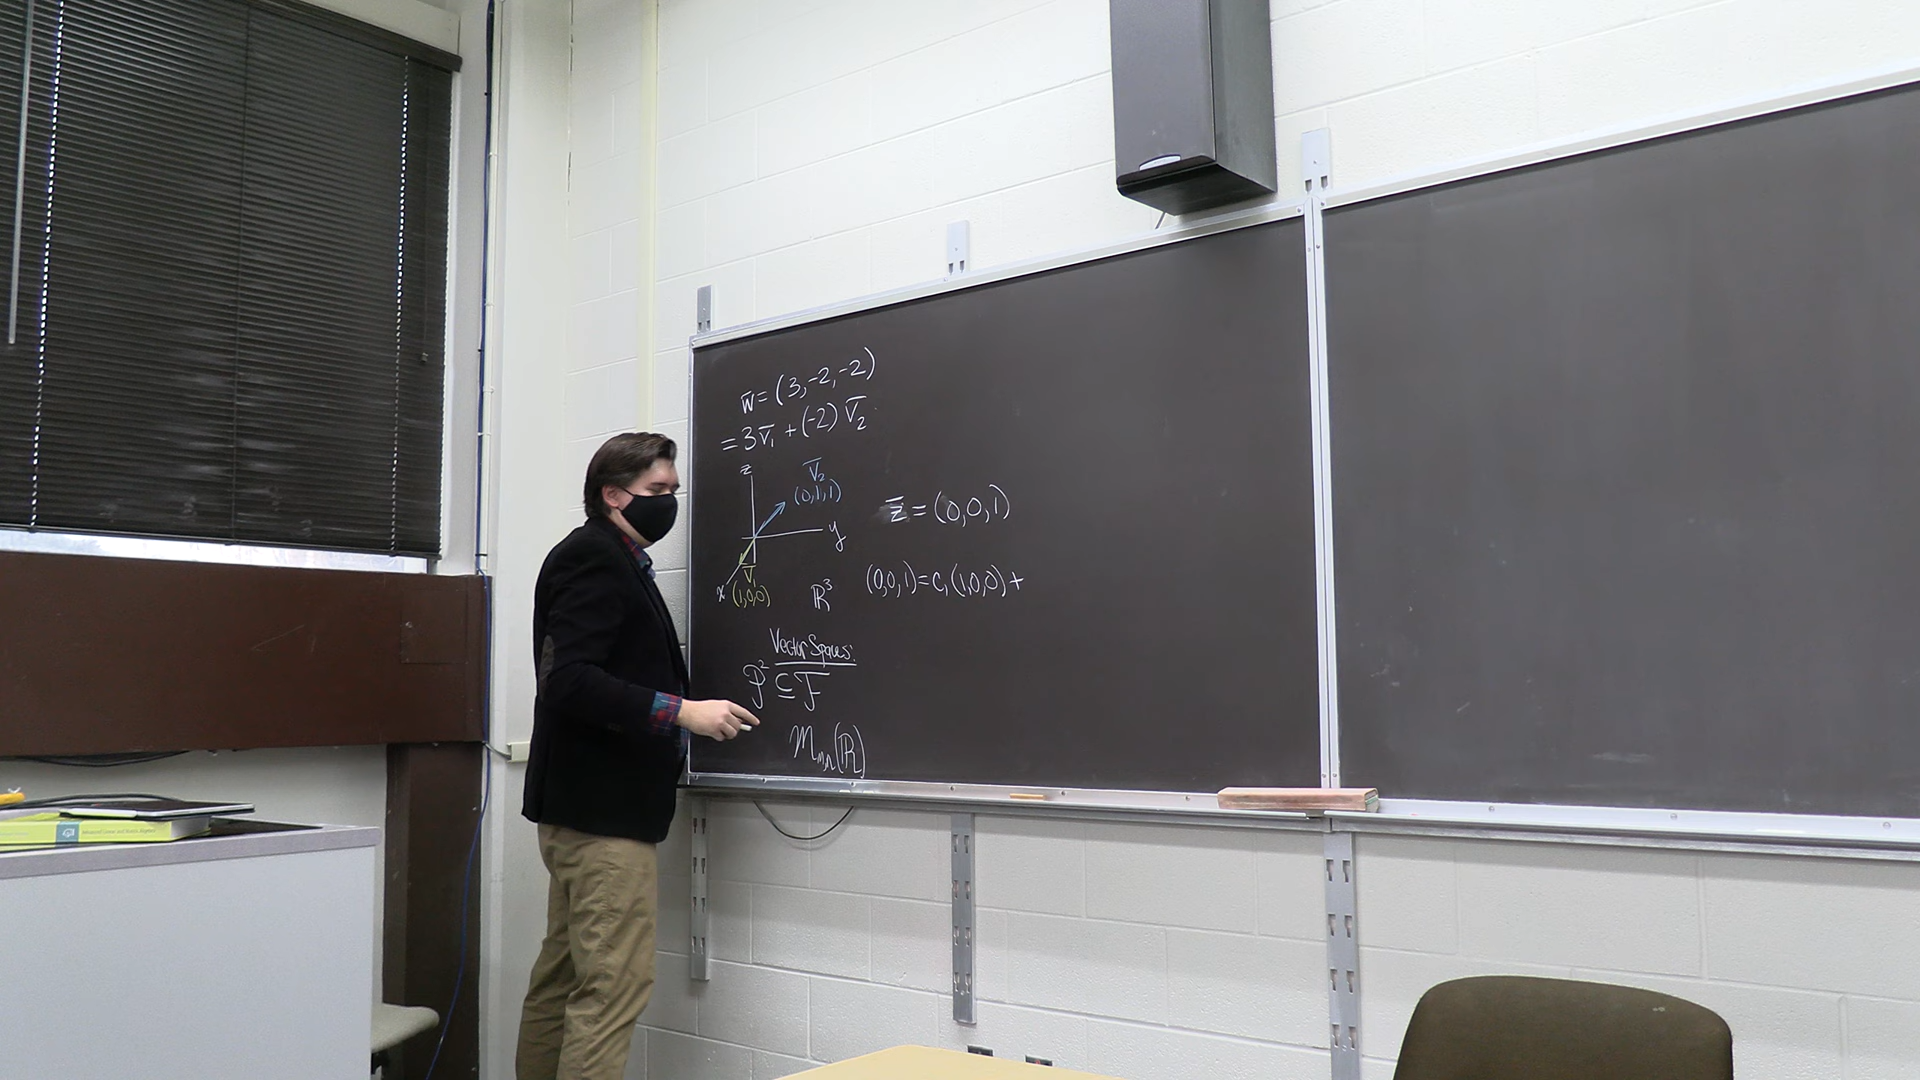 w̄ = (3,-2,-2)
= 3v̄₁ + (-2) v̄₂
z
v̄₂
(0,1,1)
y
v̄₁
x (1,0,0)
ℝ³
z̄ = (0,0,1)
(0,0,1) = c₁(1,0,0) +
Vector Spaces:
𝒫² ⊆ ℱ
Mₘ,ₙ(ℝ)